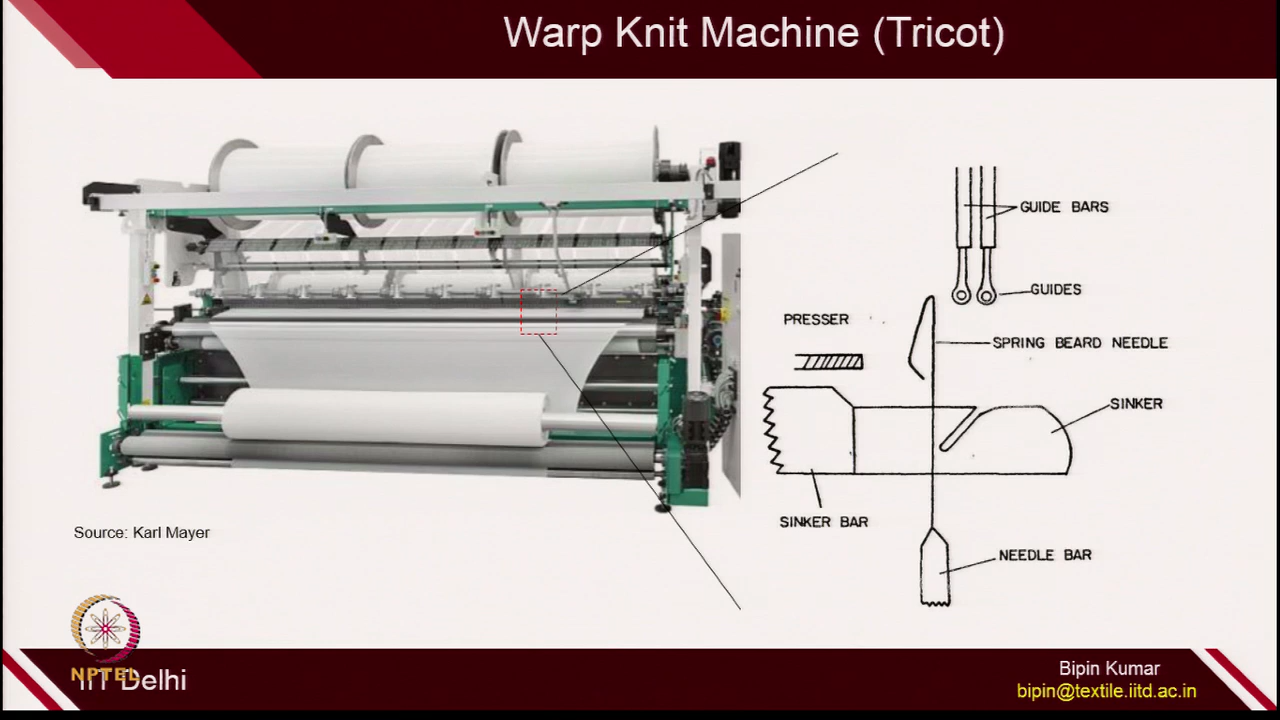 Warp Knit Machine (Tricot)
GUIDE BARS
GUIDES
PRESSER
SPRING BEARD NEEDLE
SINKER
SINKER BAR
NEEDLE BAR
Source: Karl Mayer
NPTEL
IIT Delhi
Bipin Kumar
bipin@textile.iitd.ac.in